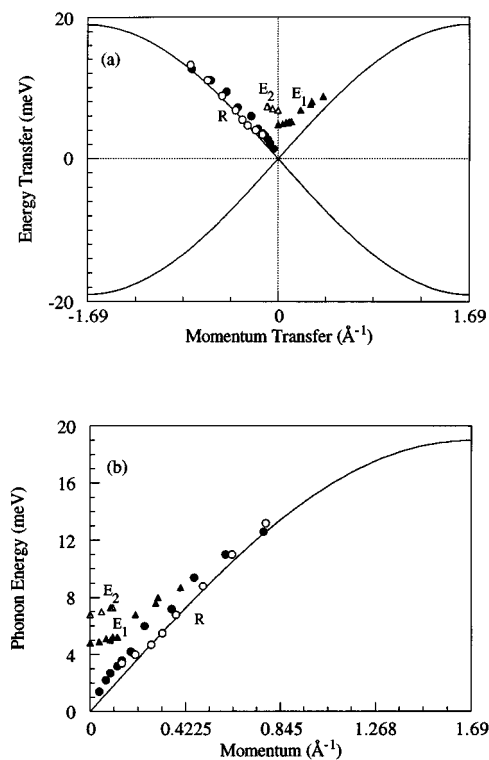 20
(a)
E2
E1
R
0
-20
-1.69
0
1.69
Energy Transfer (meV)
Momentum Transfer (Å-1)
20
(b)
16
12
8
E2
E1
R
4
0
0
0.4225
0.845
1.268
1.69
Phonon Energy (meV)
Momentum (Å-1)